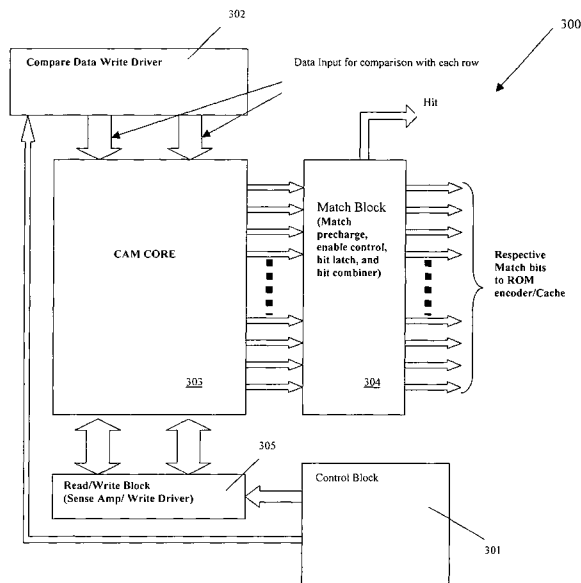 302
300
Compare Data Write Driver
Data Input for comparison with each row
Hit
CAM CORE
Match Block
(Match
precharge,
enable control,
hit latch, and
hit combiner)
Respective
Match bits
to ROM
encoder/Cache
303
304
305
Read/Write Block
(Sense Amp/ Write Driver)
Control Block
301